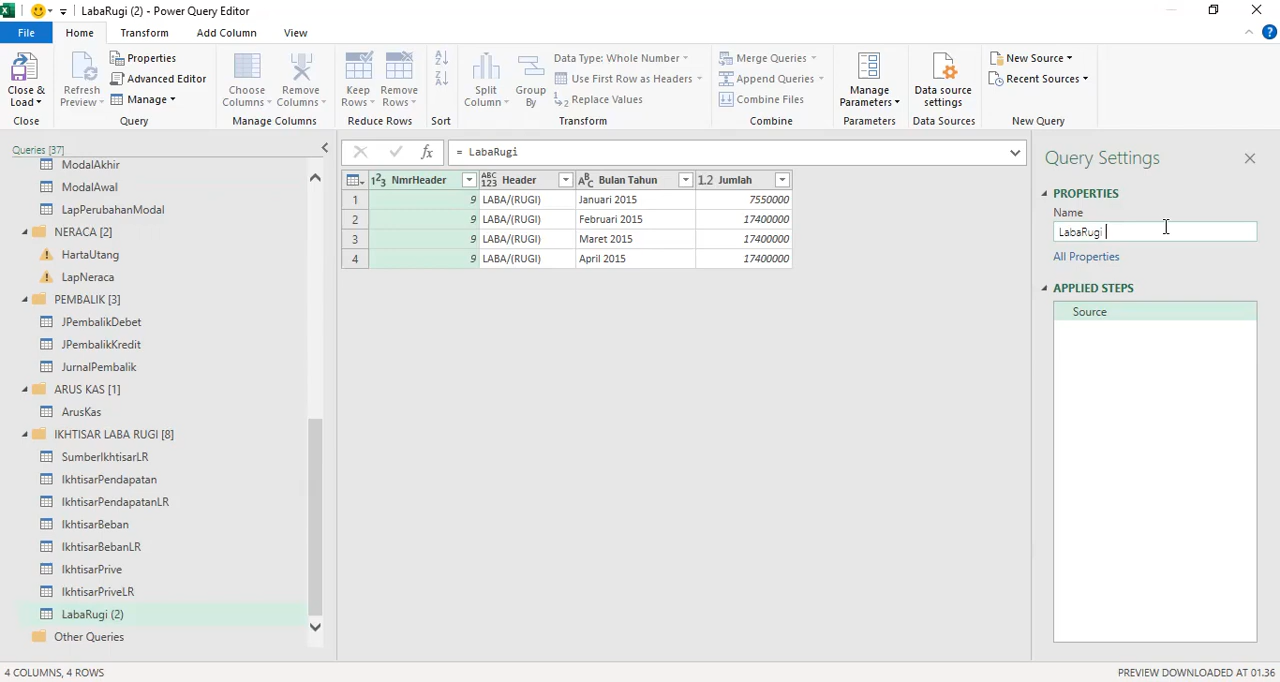 LabaRugi (2) - Power Query Editor
File Home Transform Add Column View
Close & Load
Close
Refresh Preview
Properties
Advanced Editor
Manage
Query
Choose Columns
Remove Columns
Manage Columns
Keep Rows
Remove Rows
Reduce Rows
Sort
Split Column
Group By
Data Type: Whole Number
Use First Row as Headers
Replace Values
Transform
Merge Queries
Append Queries
Combine Files
Combine
Manage Parameters
Parameters
Data source settings
Data Sources
New Source
Recent Sources
New Query
Queries [37]
ModalAkhir
ModalAwal
LapPerubahanModal
NERACA [2]
HartaUtang
LapNeraca
PEMBALIK [3]
JPembalikDebet
JPembalikKredit
JurnalPembalik
ARUS KAS [1]
ArusKas
IKHTISAR LABA RUGI [8]
SumberIkhtisarLR
IkhtisarPendapatan
IkhtisarPendapatanLR
IkhtisarBeban
IkhtisarBebanLR
IkhtisarPrive
IkhtisarPriveLR
LabaRugi (2)
Other Queries
fx = LabaRugi
123 NmrHeader ABC 123 Header ABC Bulan Tahun 1.2 Jumlah
1 9 LABA/(RUGI) Januari 2015 7550000
2 9 LABA/(RUGI) Februari 2015 17400000
3 9 LABA/(RUGI) Maret 2015 17400000
4 9 LABA/(RUGI) April 2015 17400000
Query Settings
PROPERTIES
Name
LabaRugi
All Properties
APPLIED STEPS
Source
4 COLUMNS, 4 ROWS
PREVIEW DOWNLOADED AT 01.36